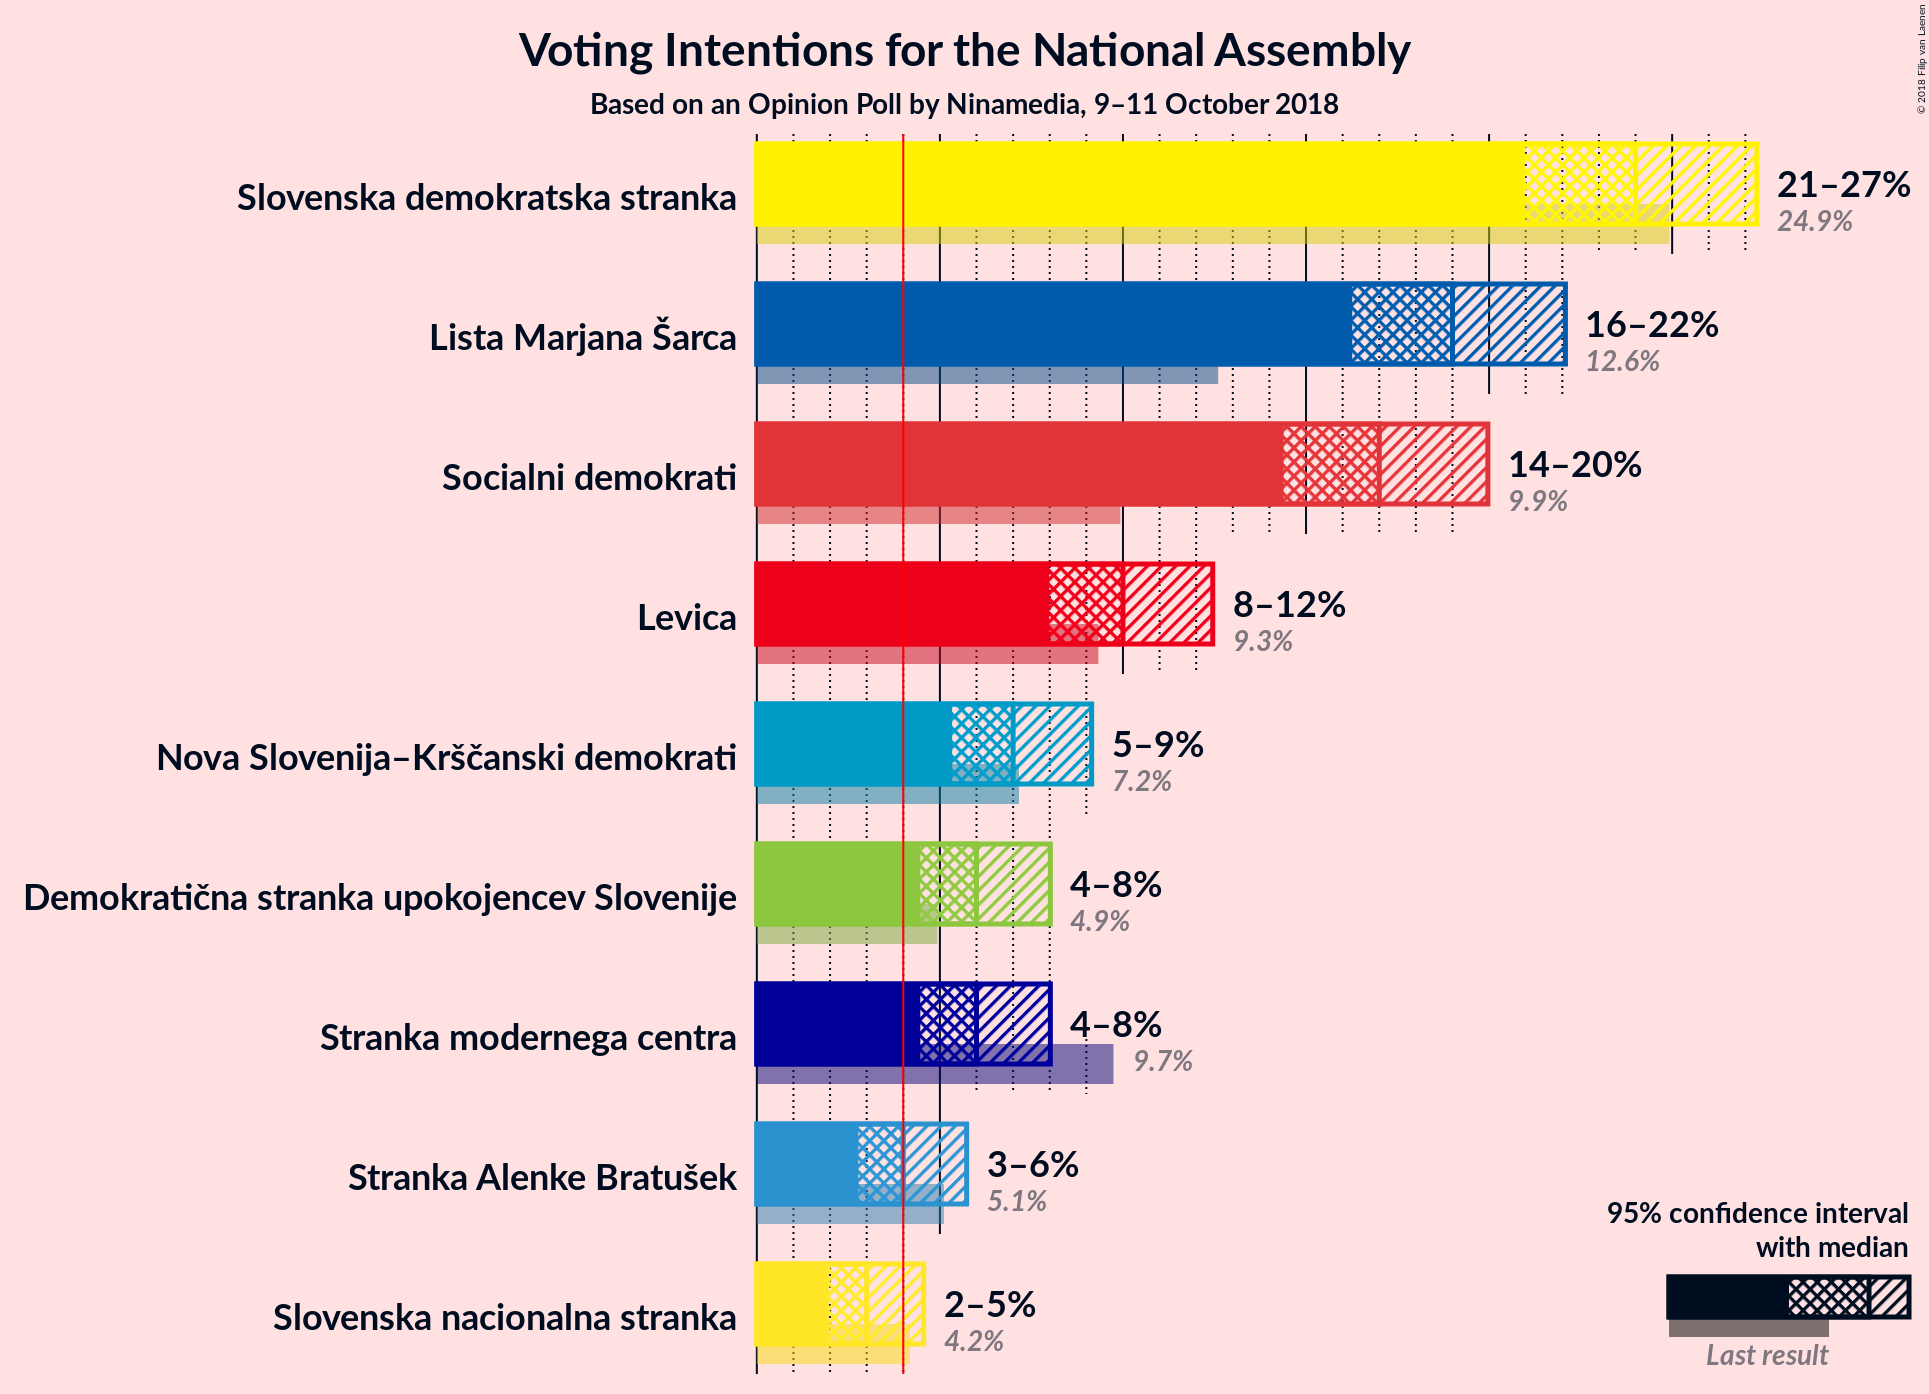 Voting Intentions for the National Assembly
Based on an Opinion Poll by Ninamedia, 9–11 October 2018
© 2018 Filip van Laenen
Slovenska demokratska stranka
21–27%
24.9%
Lista Marjana Šarca
16–22%
12.6%
Socialni demokrati
14–20%
9.9%
Levica
8–12%
9.3%
Nova Slovenija–Krščanski demokrati
5–9%
7.2%
Demokratična stranka upokojencev Slovenije
4–8%
4.9%
Stranka modernega centra
4–8%
9.7%
Stranka Alenke Bratušek
3–6%
5.1%
Slovenska nacionalna stranka
2–5%
4.2%
95% confidence interval
with median
Last result